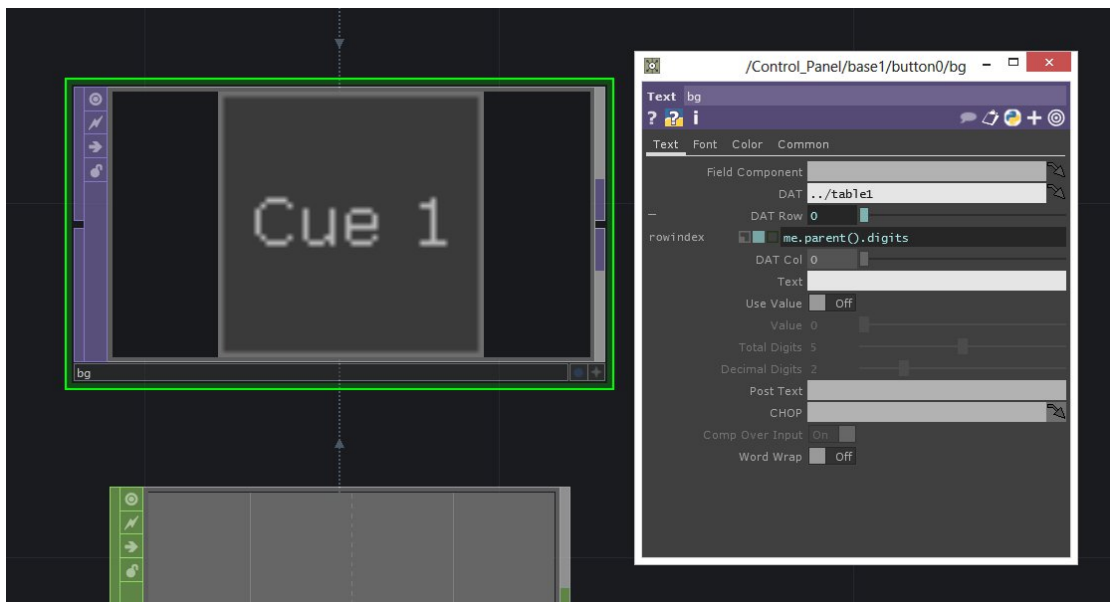 Cue 1
bg
/Control_Panel/base1/button0/bg
Text bg
? ? i
Text Font Color Common
Field Component
DAT ../table1
DAT Row 0
rowindex me.parent().digits
DAT Col 0
Text
Use Value Off
Value 0
Total Digits 5
Decimal Digits 2
Post Text
CHOP
Comp Over Input On
Word Wrap Off